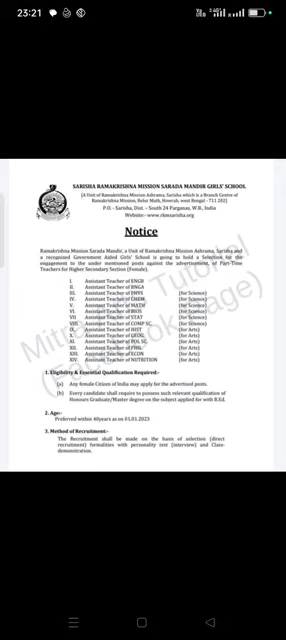 23:21
SARISHA RAMAKRISHNA MISSION SARADA MANDIR GIRLS' SCHOOL
(A Unit of Ramakrishna Mission Ashrama, Sarisha which is a Branch Centre of
Ramakrishna Mission, Belur Math, Howrah, west Bengal - 711 202)
P.O. - Sarisha, Dist. - South 24 Parganas, W.B., India
Website:- www.rkmsarisha.org
Notice
Ramakrishna Mission Sarada Mandir, a Unit of Ramakrishna Mission Ashrama, Sarisha and
a recognized Government Aided Girls' School is going to hold a Selection for the
engagement to the under mentioned posts against the advertisement, of Part-Time
Teachers for Higher Secondary Section (Female).
I. Assistant Teacher of ENGB
II. Assistant Teacher of BNGA
III. Assistant Teacher of PHYS (for Science)
IV. Assistant Teacher of CHEM (for Science)
V. Assistant Teacher of MATH (for Science)
VI. Assistant Teacher of BIOS (for Science)
VII Assistant Teacher of STAT (for Science)
VIII. Assistant Teacher of COMP SC. (for Science)
IX. Assistant Teacher of HIST (for Arts)
X. Assistant Teacher of GEOG (for Arts)
XI. Assistant Teacher of POL SC. (for Arts)
XII. Assistant Teacher of PHIL (for Arts)
XIII. Assistant Teacher of ECON (for Arts)
XIV. Assistant Teacher of NUTRITION (for Arts)
1. Eligibility & Essential Qualification Required:-
(a) Any female Citizens of India may apply for the advertised posts.
(b) Every candidate shall require to possess such relevant qualification of
Honours Graduate/Master degree on the subject applied for with B.Ed.
2. Age:-
Preferred within 40years as on 01.01.2023
3. Method of Recruitment:-
The Recruitment shall be made on the basis of selection (direct
recruitment) formalities with personality test (interview) and Class-
demonstration.